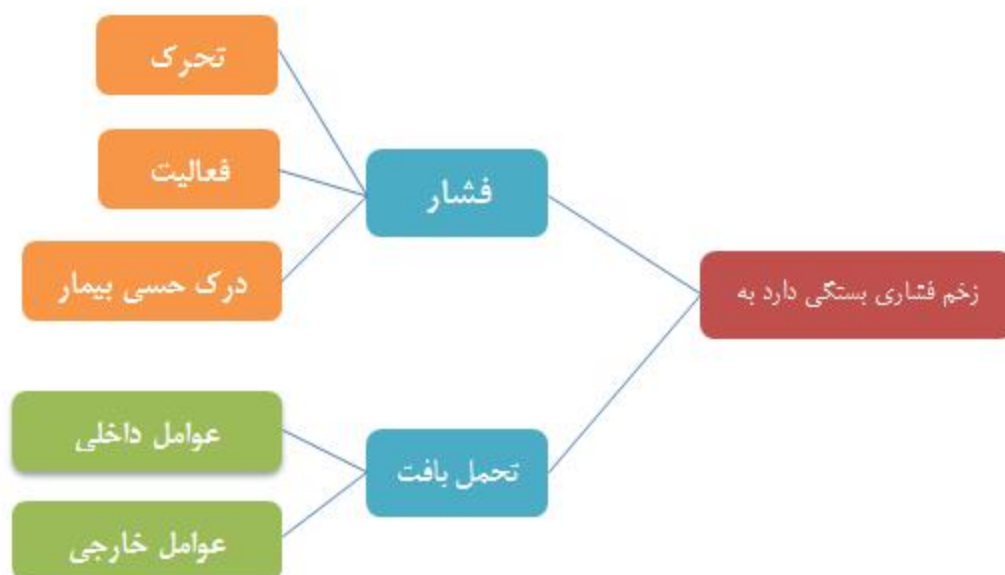 زخم فشاری بستگی دارد به
فشار
تحرک
فعالیت
درک حسی بیمار
تحمل بافت
عوامل داخلی
عوامل خارجی